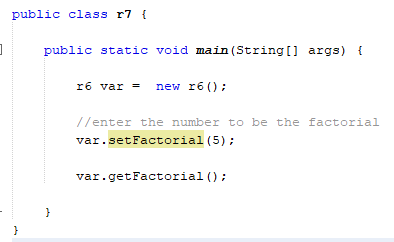 public class r7 {
public static void main(String[] args) {
r6 var =  new r6();
//enter the number to be the factorial
var.setFactorial(5);
var.getFactorial();
}
}